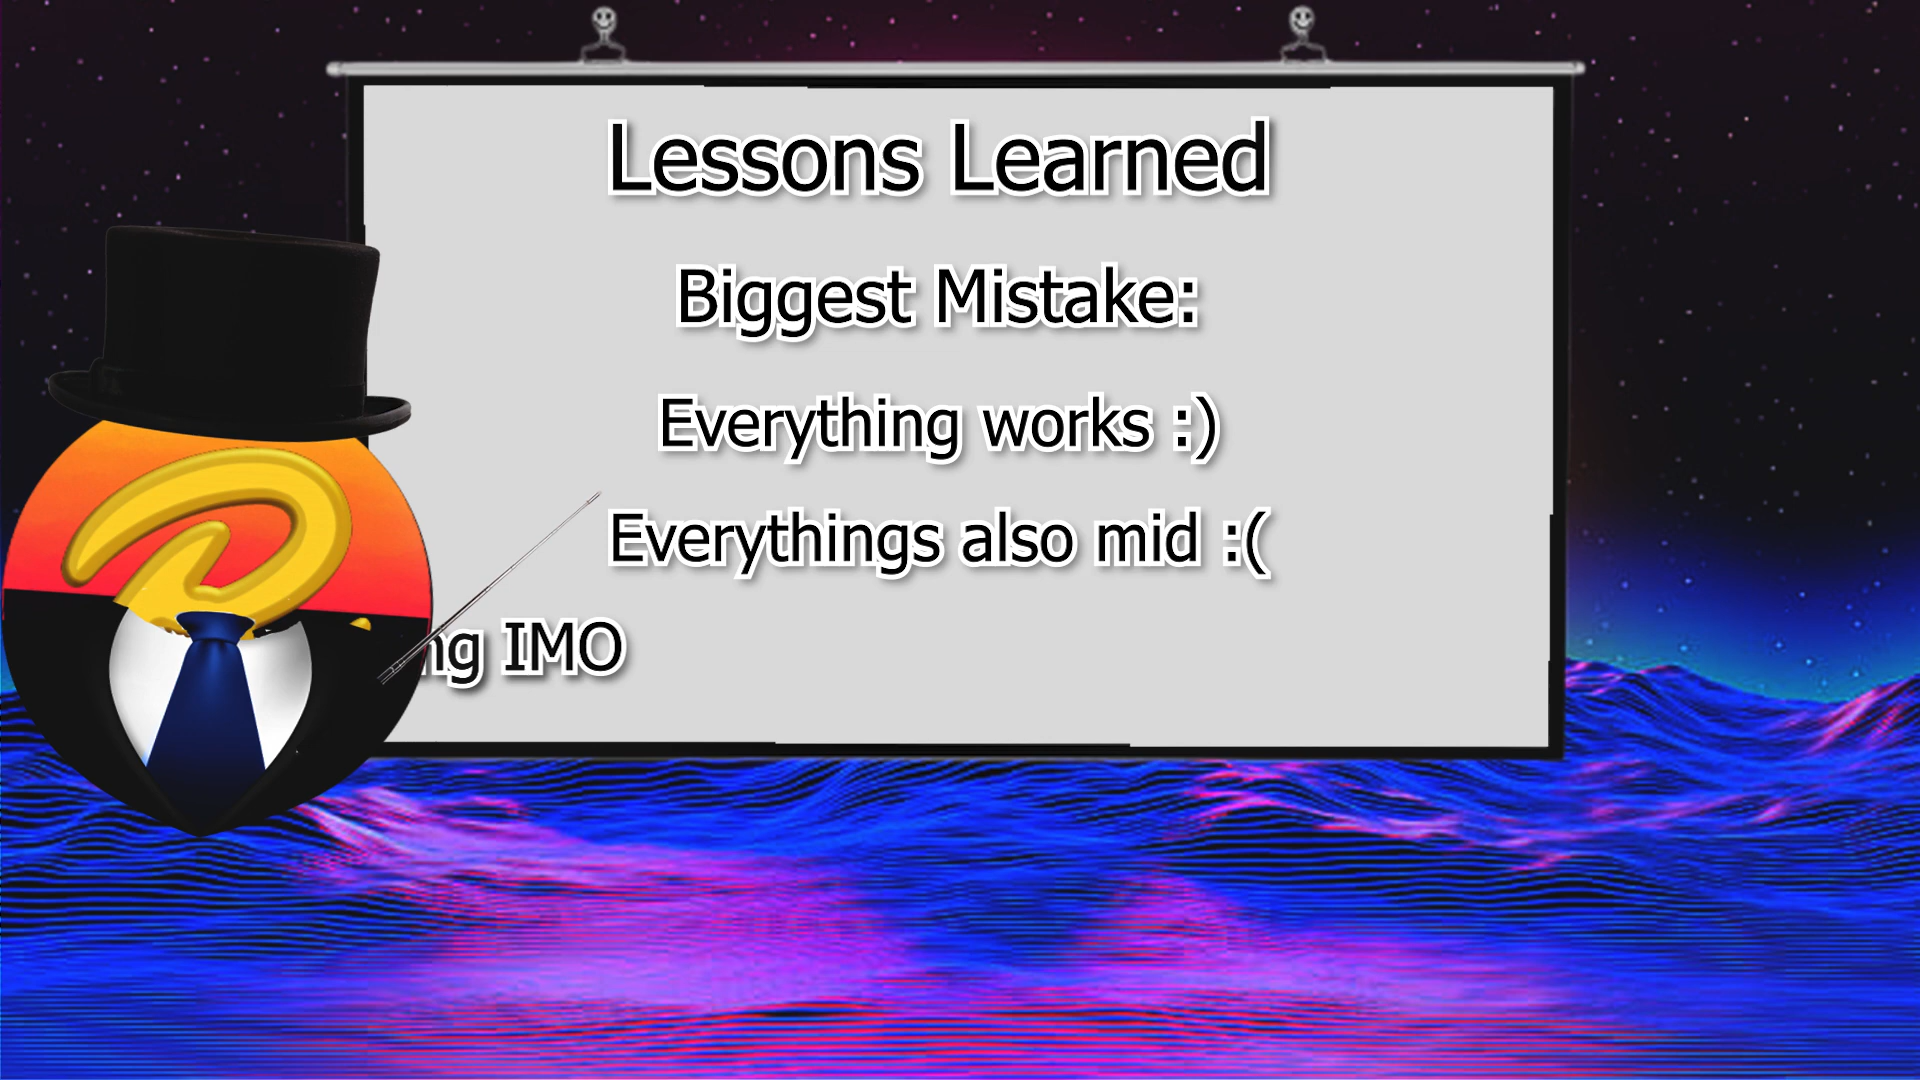 Lessons Learned
Biggest Mistake:
Everything works :)
Everythings also mid :(
IMO